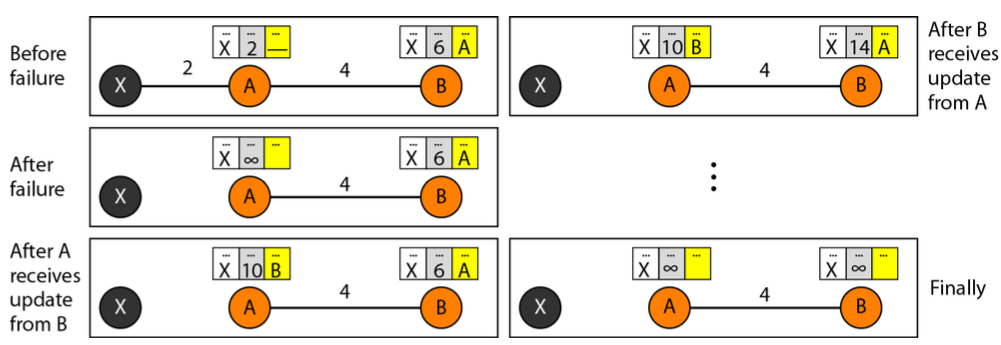 Before
failure
... ... ...
X 2 —
... ... ...
X 6 A
X 2 A 4 B
After
failure
... ... ...
X ∞
... ... ...
X 6 A
X A 4 B
After A
receives
update
from B
... ... ...
X 10 B
... ... ...
X 6 A
X A 4 B
... ... ...
X 10 B
... ... ...
X 14 A
X A 4 B
After B
receives
update
from A
⋮
... ... ...
X ∞
... ... ...
X ∞
X A 4 B
Finally